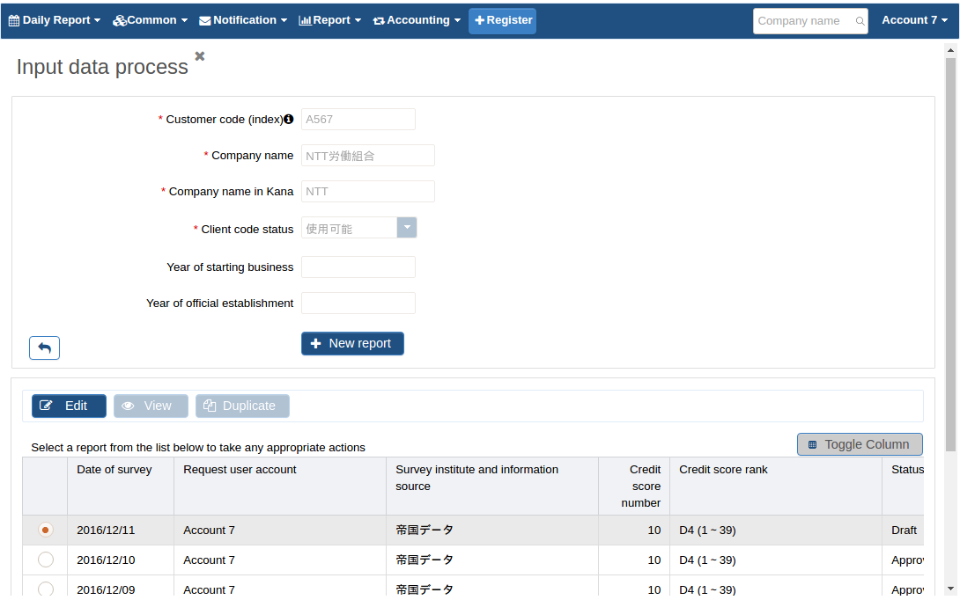 Daily Report Common Notification Report Accounting Register Company name Account 7
Input data process
* Customer code (index) A567
* Company name NTT労働組合
* Company name in Kana NTT
* Client code status 使用可能
Year of starting business
Year of official establishment
New report
Edit View Duplicate
Select a report from the list below to take any appropriate actions Toggle Column
Date of survey Request user account Survey institute and information source Credit score number Credit score rank Status
2016/12/11 Account 7 帝国データ 10 D4 (1 ~ 39) Draft
2016/12/10 Account 7 帝国データ 10 D4 (1 ~ 39) Appro
2016/12/09 Account 7 帝国データ 10 D4 (1 ~ 39) Appro